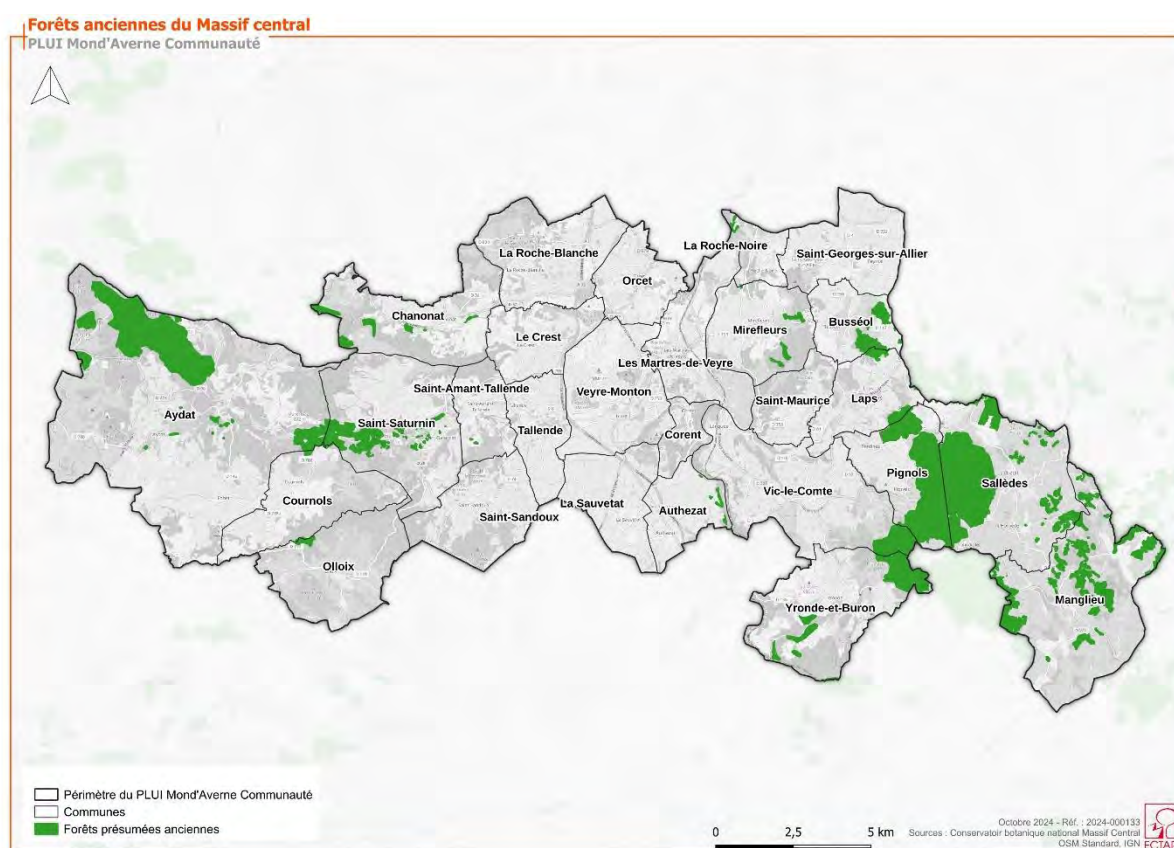 Forêts anciennes du Massif central
PLUI Mond'Averne Communauté
La Roche-Blanche
Orcet
La Roche-Noire
Saint-Georges-sur-Allier
Chanonat
Le Crest
Mirefleurs
Busséol
Les Martres-de-Veyre
Saint-Amant-Tallende
Veyre-Monton
Saint-Maurice
Laps
Aydat
Saint-Saturnin
Tallende
Corent
Pignols
Sallèdes
Cournols
Saint-Sandoux
La Sauvetat
Authezat
Vic-le-Comte
Olloix
Yronde-et-Buron
Manglieu
Périmètre du PLUI Mond'Averne Communauté
Communes
Forêts présumées anciennes
0 2,5 5 km
Octobre 2024 - Réf. : 2024-000133
Sources : Conservatoir botanique national Massif Central
OSM Standard, IGN